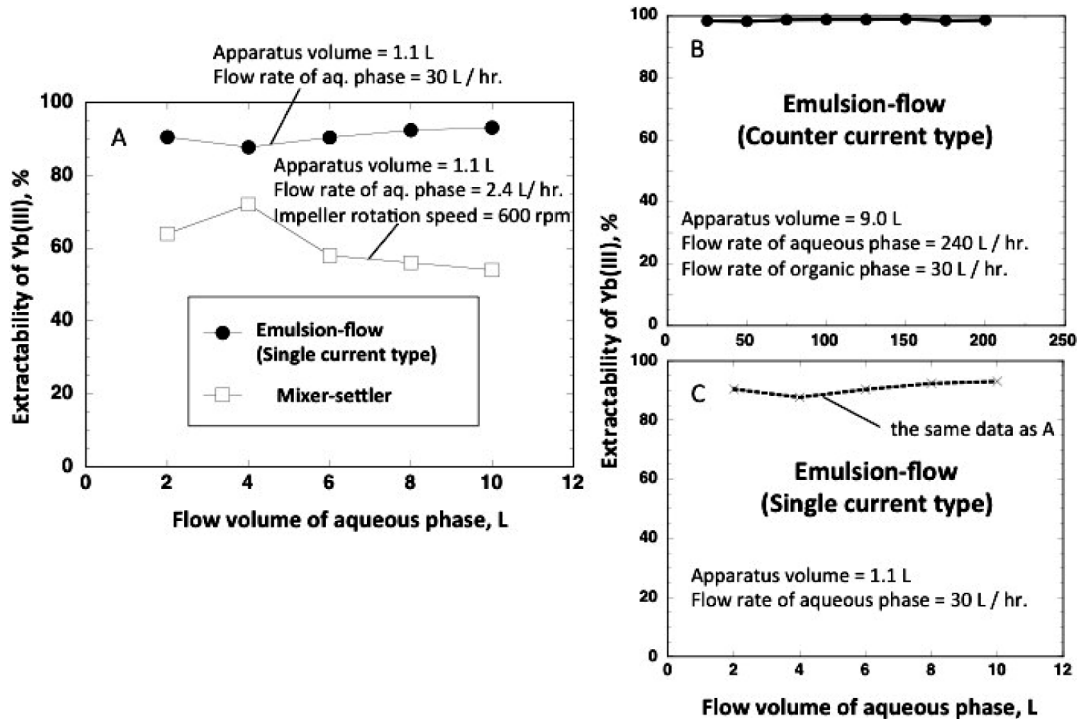 Apparatus volume = 1.1 L
Flow rate of aq. phase = 30 L / hr.
A
Apparatus volume = 1.1 L
Flow rate of aq. phase = 2.4 L/ hr.
Impeller rotation speed = 600 rpm
Emulsion-flow
(Single current type)
Mixer-settler
Extractability of Yb(III), %
100
80
60
40
20
0
0 2 4 6 8 10 12
Flow volume of aqueous phase, L
B
Emulsion-flow
(Counter current type)
Apparatus volume = 9.0 L
Flow rate of aqueous phase = 240 L / hr.
Flow rate of organic phase = 30 L / hr.
100
80
60
40
20
0
0 50 100 150 200 250
Extractability of Yb(III), %
C
the same data as A
Emulsion-flow
(Single current type)
Apparatus volume = 1.1 L
Flow rate of aqueous phase = 30 L / hr.
100
80
60
40
20
0
0 2 4 6 8 10 12
Flow volume of aqueous phase, L